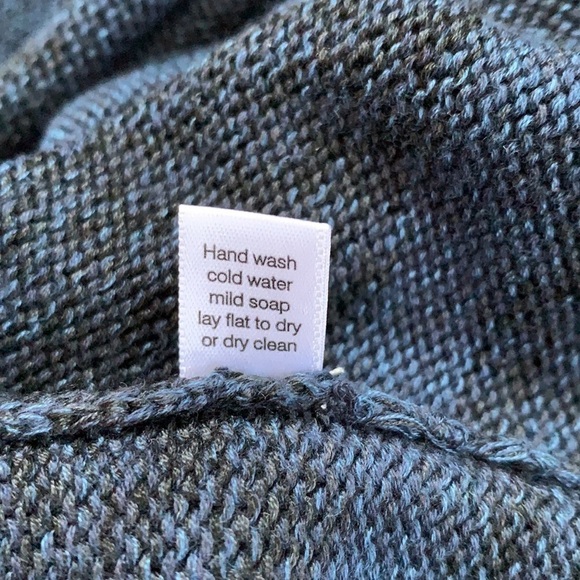 Hand wash
cold water
mild soap
lay flat to dry
or dry clean